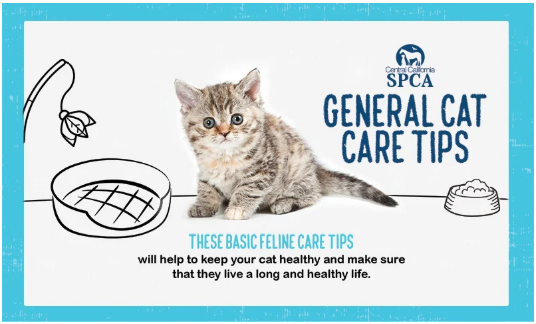 Central California
SPCA
GENERAL CAT
CARE TIPS
THESE BASIC FELINE CARE TIPS
will help to keep your cat healthy and make sure
that they live a long and healthy life.